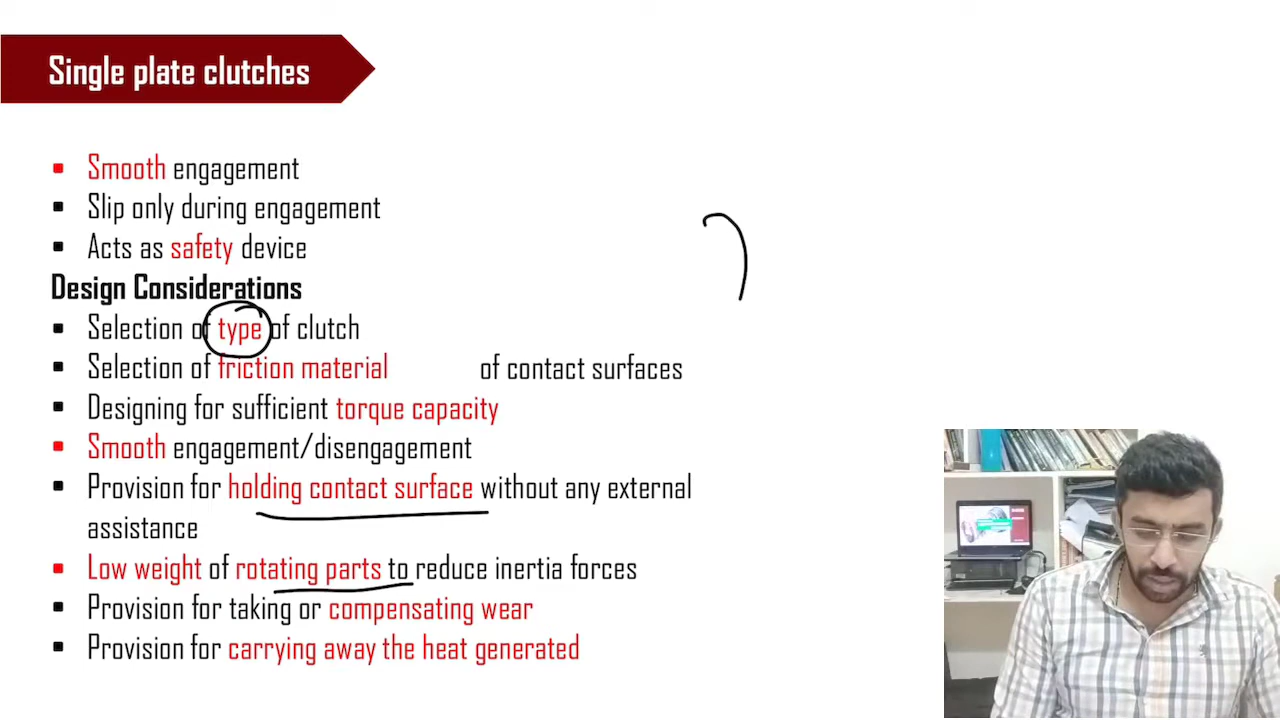 Single plate clutches
Smooth engagement
Slip only during engagement
Acts as safety device
Design Considerations
Selection of type of clutch
Selection of friction material of contact surfaces
Designing for sufficient torque capacity
Smooth engagement/disengagement
Provision for holding contact surface without any external
assistance
Low weight of rotating parts to reduce inertia forces
Provision for taking or compensating wear
Provision for carrying away the heat generated